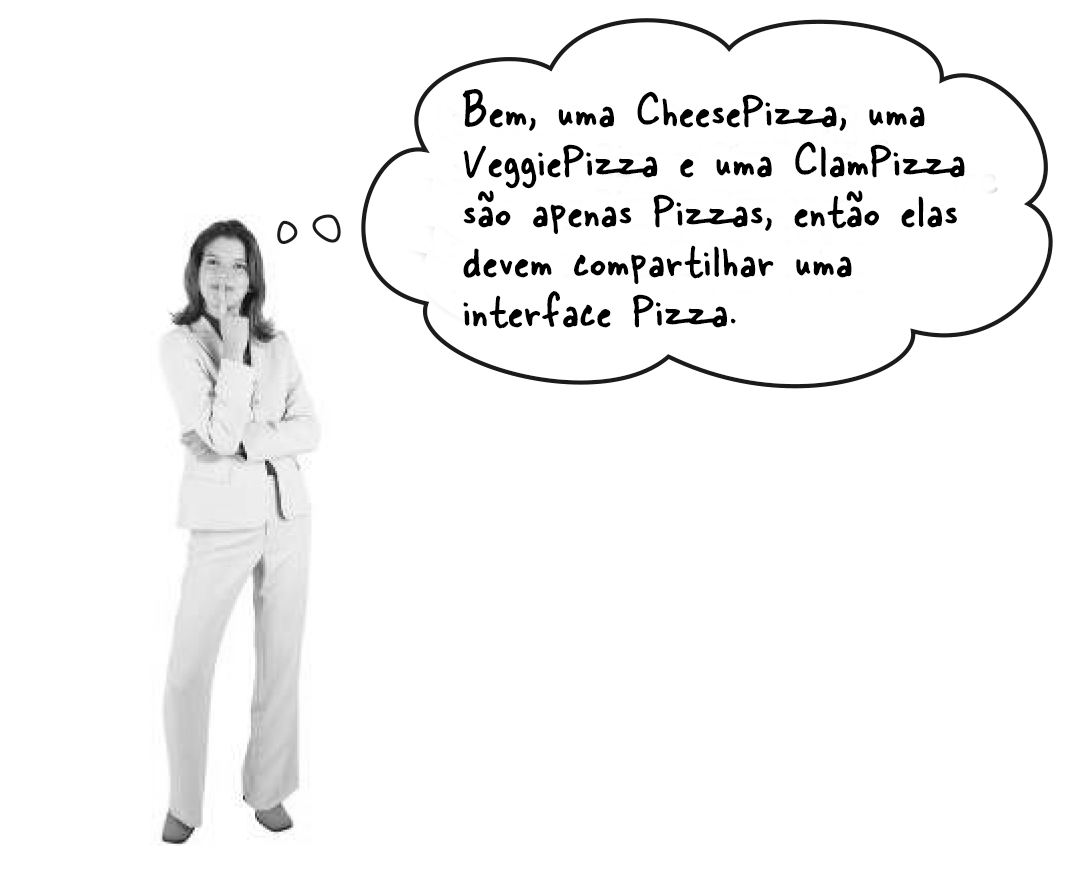 Bem, uma CheesePizza, uma
VeggiePizza e uma ClamPizza
são apenas Pizzas, então elas
devem compartilhar uma
interface Pizza.